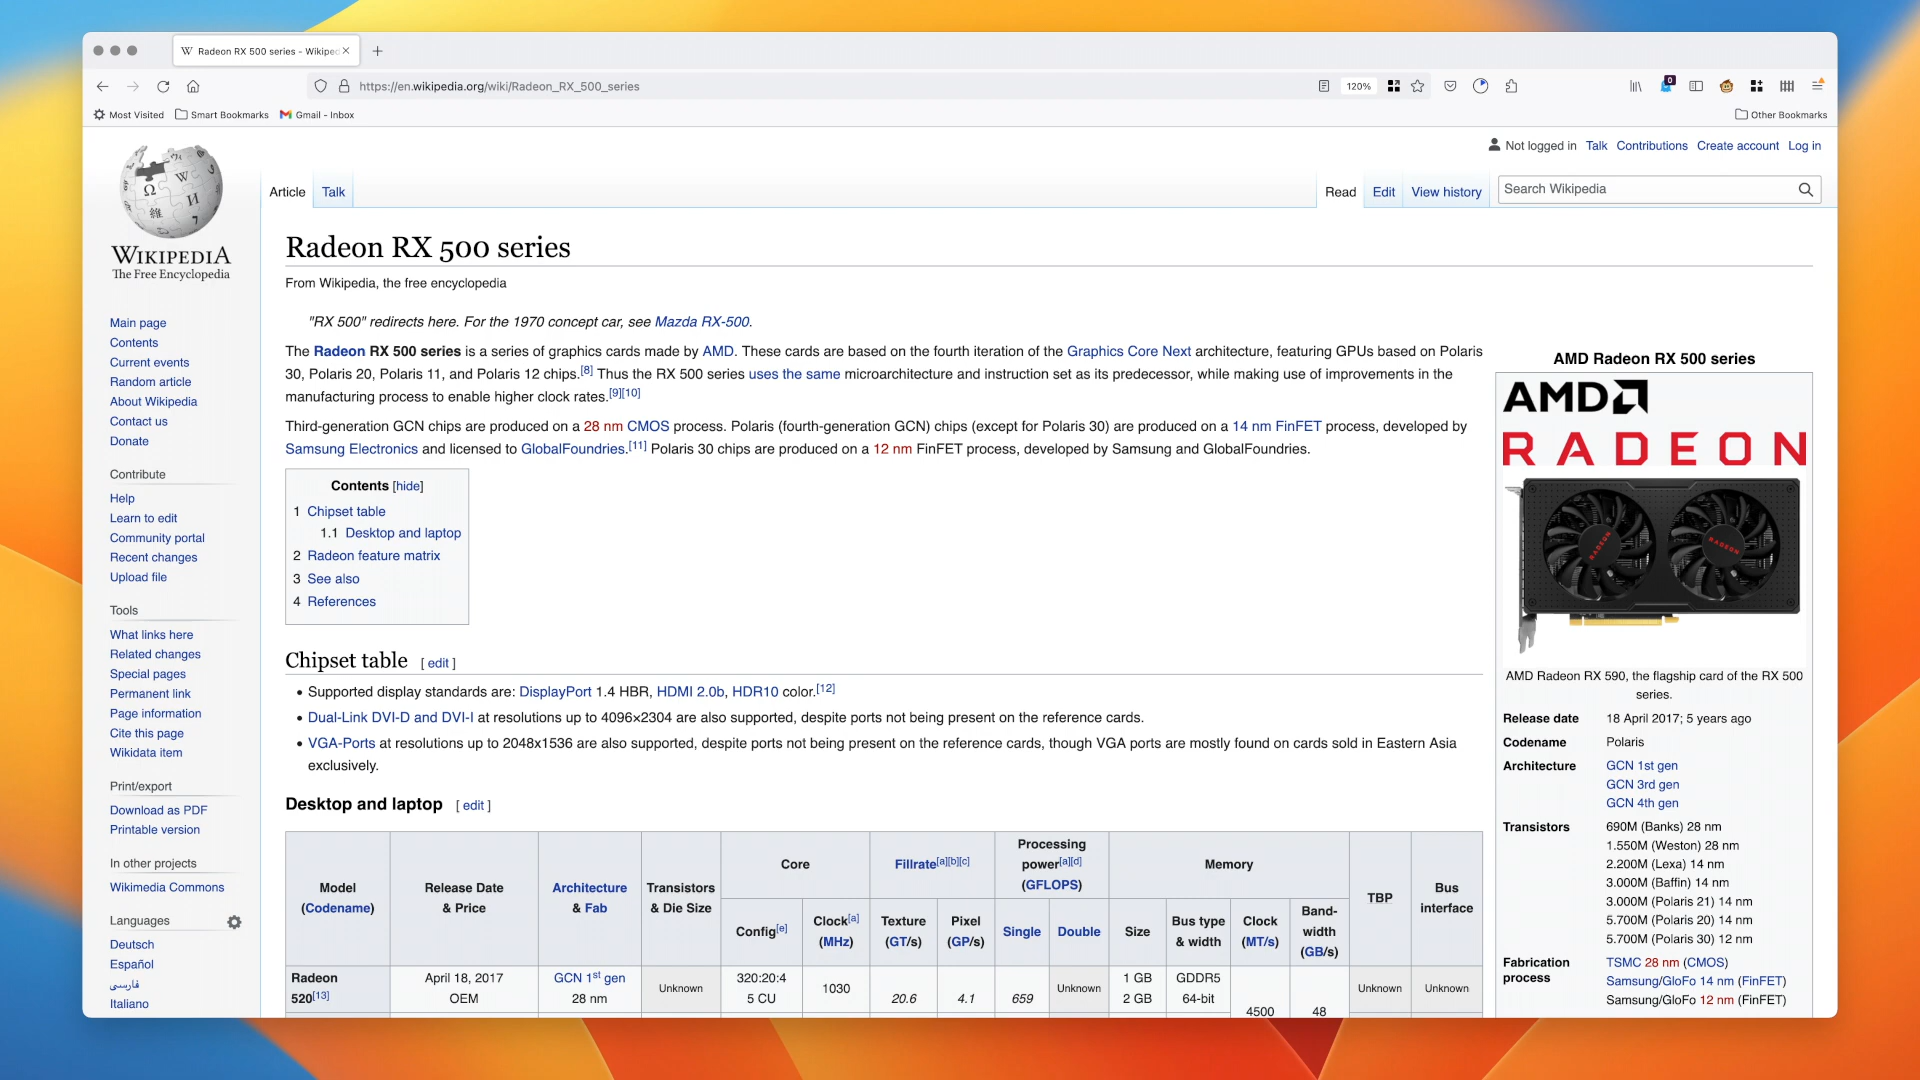 Radeon RX 500 series - Wikiped
https://en.wikipedia.org/wiki/Radeon_RX_500_series
120%
0
Most Visited
Smart Bookmarks
Gmail - Inbox
Other Bookmarks
Not logged in
Talk
Contributions
Create account
Log in
WIKIPEDIA
The Free Encyclopedia
Article
Talk
Read
Edit
View history
Search Wikipedia
Main page
Contents
Current events
Random article
About Wikipedia
Contact us
Donate
Contribute
Help
Learn to edit
Community portal
Recent changes
Upload file
Tools
What links here
Related changes
Special pages
Permanent link
Page information
Cite this page
Wikidata item
Print/export
Download as PDF
Printable version
In other projects
Wikimedia Commons
Languages
Deutsch
Español
فارسی
Italiano
Radeon RX 500 series
From Wikipedia, the free encyclopedia
"RX 500" redirects here. For the 1970 concept car, see Mazda RX-500.
The Radeon RX 500 series is a series of graphics cards made by AMD. These cards are based on the fourth iteration of the Graphics Core Next architecture, featuring GPUs based on Polaris
30, Polaris 20, Polaris 11, and Polaris 12 chips.[8] Thus the RX 500 series uses the same microarchitecture and instruction set as its predecessor, while making use of improvements in the
manufacturing process to enable higher clock rates.[9][10]
Third-generation GCN chips are produced on a 28 nm CMOS process. Polaris (fourth-generation GCN) chips (except for Polaris 30) are produced on a 14 nm FinFET process, developed by
Samsung Electronics and licensed to GlobalFoundries.[11] Polaris 30 chips are produced on a 12 nm FinFET process, developed by Samsung and GlobalFoundries.
Contents [hide]
1 Chipset table
1.1 Desktop and laptop
2 Radeon feature matrix
3 See also
4 References
Chipset table [ edit ]
• Supported display standards are: DisplayPort 1.4 HBR, HDMI 2.0b, HDR10 color.[12]
• Dual-Link DVI-D and DVI-I at resolutions up to 4096×2304 are also supported, despite ports not being present on the reference cards.
• VGA-Ports at resolutions up to 2048x1536 are also supported, despite ports not being present on the reference cards, though VGA ports are mostly found on cards sold in Eastern Asia
exclusively.
Desktop and laptop [ edit ]
Model
(Codename)
Release Date
& Price
Architecture
& Fab
Transistors
& Die Size
Core
Config[e]
Clock[a]
(MHz)
Fillrate[a][b][c]
Texture
(GT/s)
Pixel
(GP/s)
Processing
power[a][d]
(GFLOPS)
Single
Double
Memory
Size
Bus type
& width
Clock
(MT/s)
Band-
width
(GB/s)
TBP
Bus
interface
Radeon
520[13]
April 18, 2017
OEM
GCN 1st gen
28 nm
Unknown
320:20:4
5 CU
1030
20.6
4.1
659
Unknown
1 GB
2 GB
GDDR5
64-bit
4500
48
Unknown
Unknown
AMD Radeon RX 500 series
AMD
RADEON
RADEON
RADEON
AMD Radeon RX 590, the flagship card of the RX 500
series.
Release date 18 April 2017; 5 years ago
Codename Polaris
Architecture GCN 1st gen
GCN 3rd gen
GCN 4th gen
Transistors 690M (Banks) 28 nm
1.550M (Weston) 28 nm
2.200M (Lexa) 14 nm
3.000M (Baffin) 14 nm
3.000M (Polaris 21) 14 nm
5.700M (Polaris 20) 14 nm
5.700M (Polaris 30) 12 nm
Fabrication
process
TSMC 28 nm (CMOS)
Samsung/GloFo 14 nm (FinFET)
Samsung/GloFo 12 nm (FinFET)